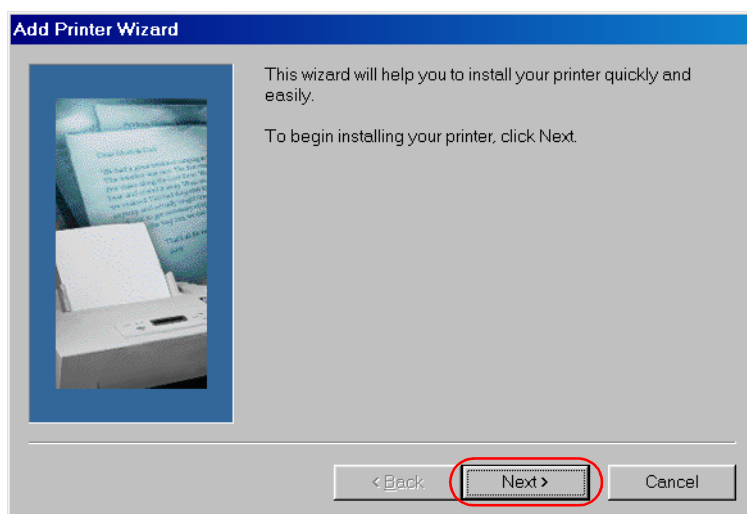 Add Printer Wizard
This wizard will help you to install your printer quickly and
easily.
To begin installing your printer, click Next.
< Back
Next >
Cancel